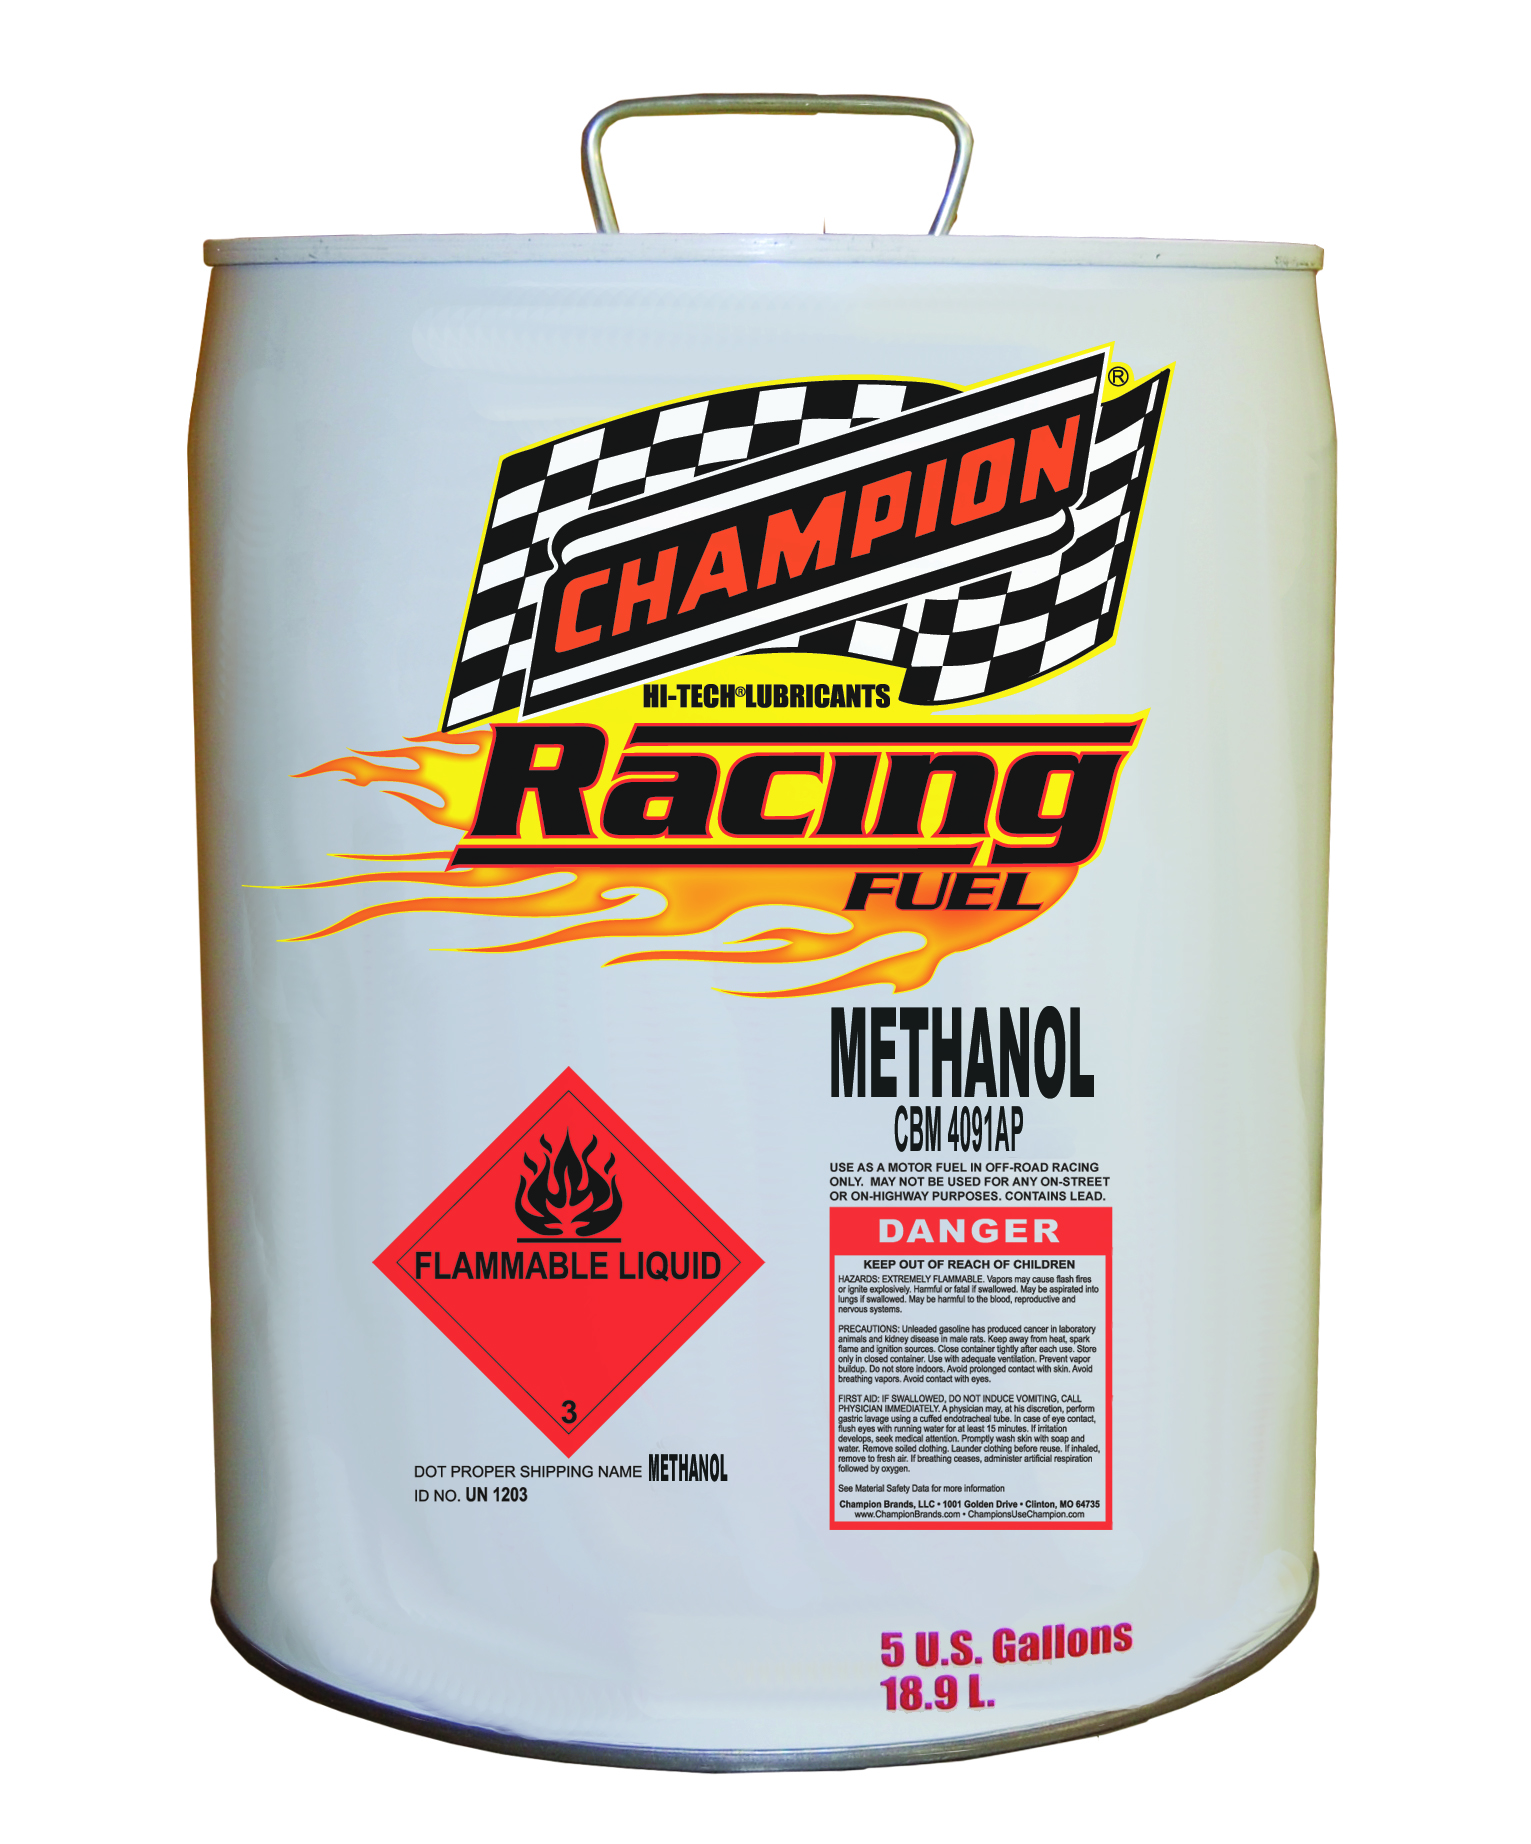 CHAMPION®
HI-TECH® LUBRICANTS
Racing
FUEL
METHANOL
CBM 4091AP
USE AS A MOTOR FUEL IN OFF-ROAD RACING
ONLY. MAY NOT BE USED FOR ANY ON-STREET
OR ON-HIGHWAY PURPOSES. CONTAINS LEAD.
DANGER
KEEP OUT OF REACH OF CHILDREN
HAZARDS: EXTREMELY FLAMMABLE. Vapors may cause flash fires
or ignite explosively. Harmful or fatal if swallowed. May be aspirated into
lungs if swallowed. May be harmful to the blood, reproductive and
nervous systems.
PRECAUTIONS: Unleaded gasoline has produced cancer in laboratory
animals and kidney disease in male rats. Keep away from heat, spark
flame and ignition sources. Close container tightly after each use. Store
only in closed container. Use with adequate ventilation. Prevent vapor
buildup. Do not store indoors. Avoid prolonged contact with skin. Avoid
breathing vapors. Avoid contact with eyes.
FIRST AID: IF SWALLOWED, DO NOT INDUCE VOMITING, CALL
PHYSICIAN IMMEDIATELY. A physician may, at his discretion, perform
gastric lavage using a cuffed endotracheal tube. In case of eye contact,
flush eyes with running water for at least 15 minutes. If irritation
develops, seek medical attention. Promptly wash skin with soap and
water. Remove soiled clothing. Launder clothing before reuse. If inhaled,
remove to fresh air. If breathing ceases, administer artificial respiration
followed by oxygen.
See Material Safety Data for more information
Champion Brands, LLC • 1001 Golden Drive • Clinton, MO 64735
www.ChampionBrands.com • ChampionsUseChampion.com
FLAMMABLE LIQUID
3
DOT PROPER SHIPPING NAME METHANOL
ID NO. UN 1203
5 U.S. Gallons
18.9 L.